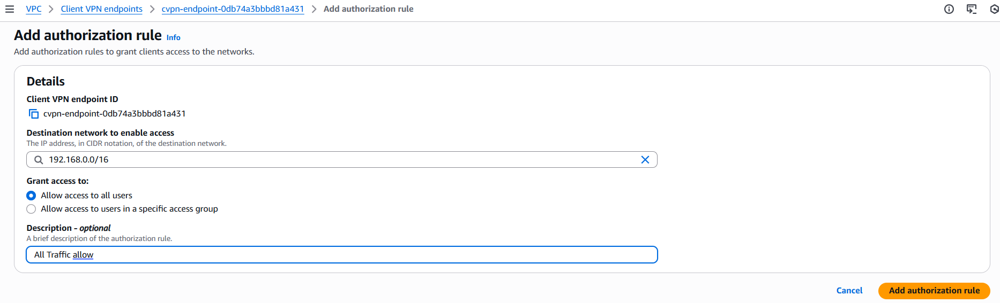 VPC > Client VPN endpoints > cvpn-endpoint-0db74a3bbbd81a431 > Add authorization rule
Add authorization rule Info
Add authorization rules to grant clients access to the networks.
Details
Client VPN endpoint ID
cvpn-endpoint-0db74a3bbbd81a431
Destination network to enable access
The IP address, in CIDR notation, of the destination network.
192.168.0.0/16
Grant access to:
Allow access to all users
Allow access to users in a specific access group
Description - optional
A brief description of the authorization rule.
All Traffic allow
Cancel Add authorization rule